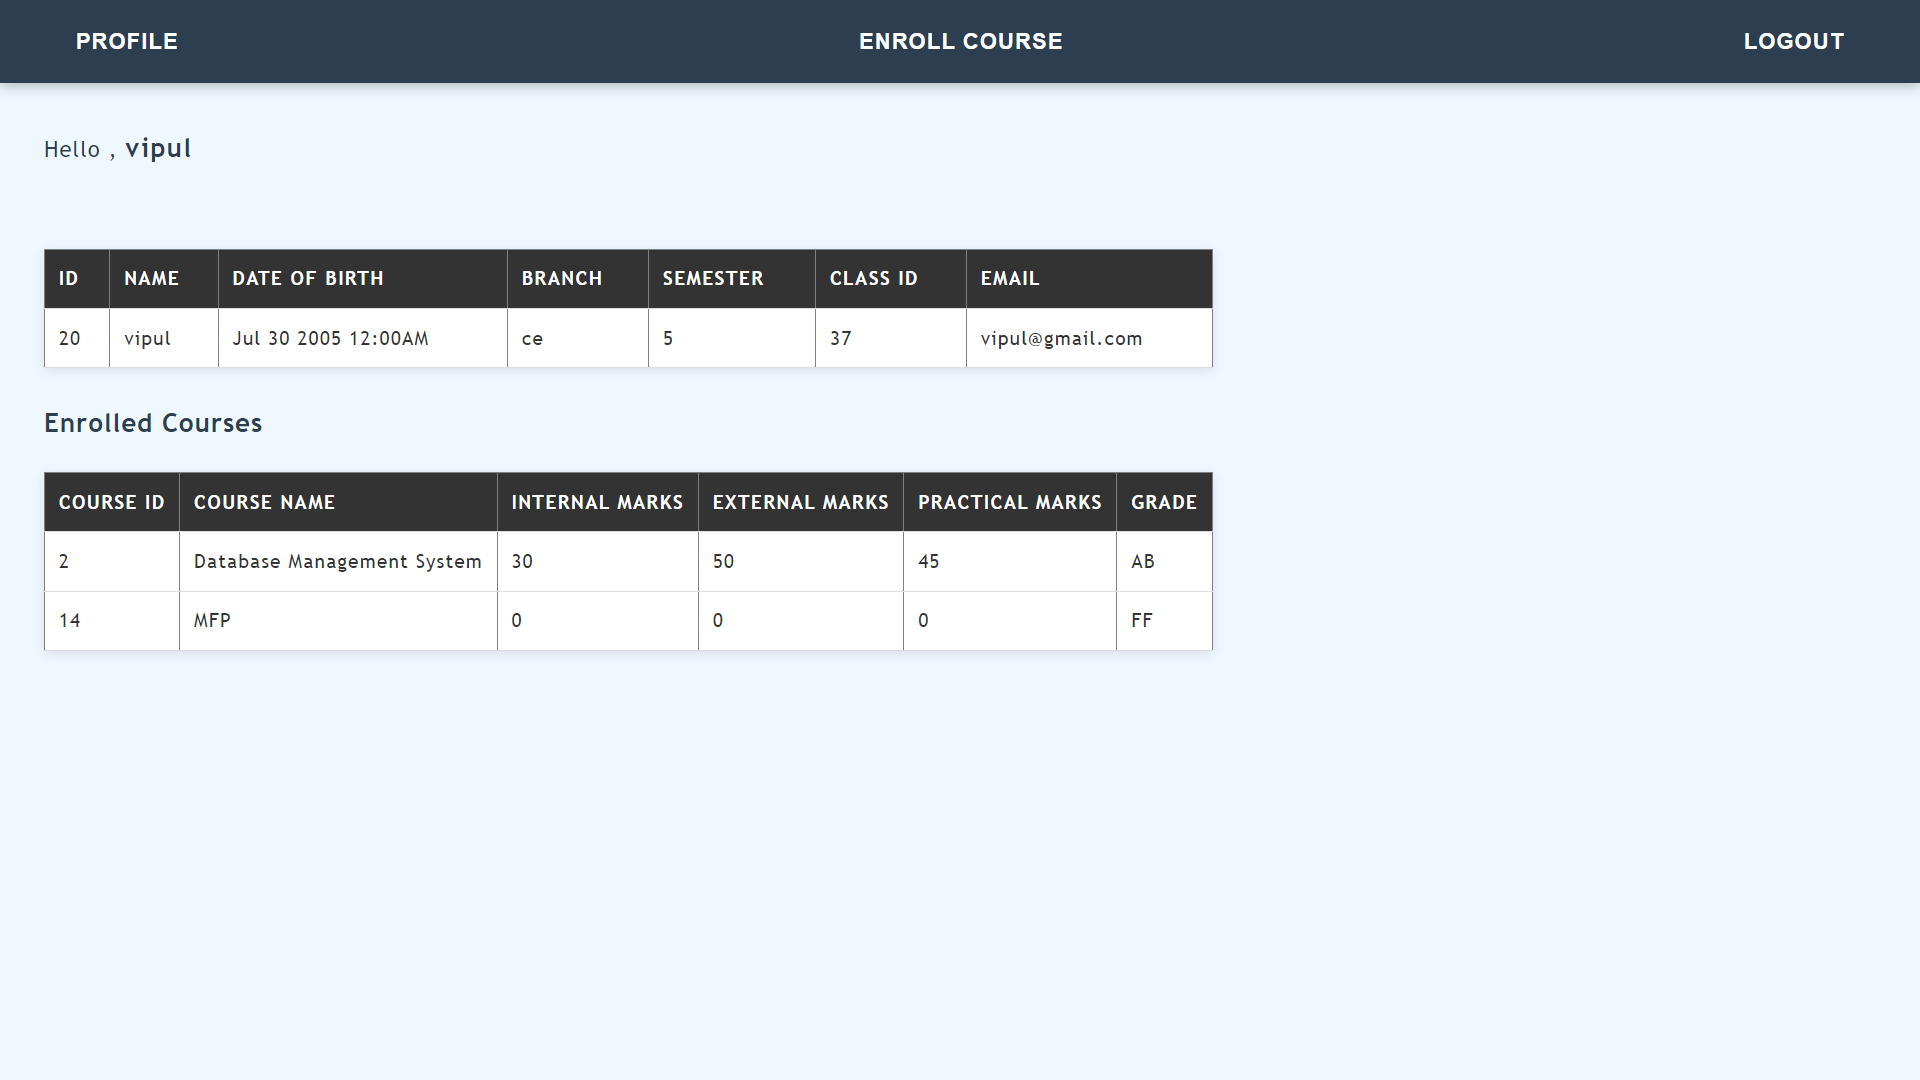 PROFILE ENROLL COURSE LOGOUT
Hello , vipul
ID NAME DATE OF BIRTH BRANCH SEMESTER CLASS ID EMAIL
20 vipul Jul 30 2005 12:00AM ce 5 37 vipul@gmail.com
Enrolled Courses
COURSE ID COURSE NAME INTERNAL MARKS EXTERNAL MARKS PRACTICAL MARKS GRADE
2 Database Management System 30 50 45 AB
14 MFP 0 0 0 FF